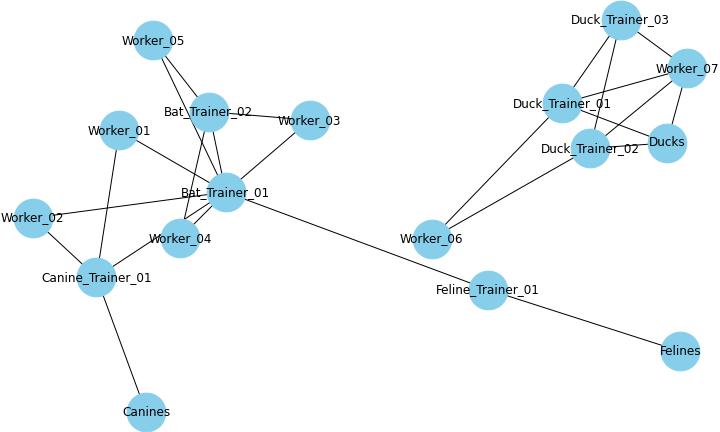 Duck_Trainer_03
Worker_05
Worker_07
Duck_Trainer_01
Bat_Trainer_02
Worker_03
Worker_01
Ducks
Duck_Trainer_02
Bat_Trainer_01
Worker_02
Worker_04
Worker_06
Canine_Trainer_01
Feline_Trainer_01
Felines
Canines